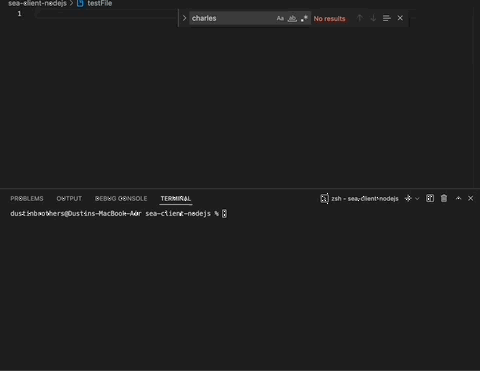 sea-client-nodejs > testFile
1
charles Aa ab .* No results
PROBLEMS OUTPUT DEBUG CONSOLE TERMINAL zsh - sea-client-nodejs
dustinbrothers@Dustins-MacBook-Air sea-client-nodejs %